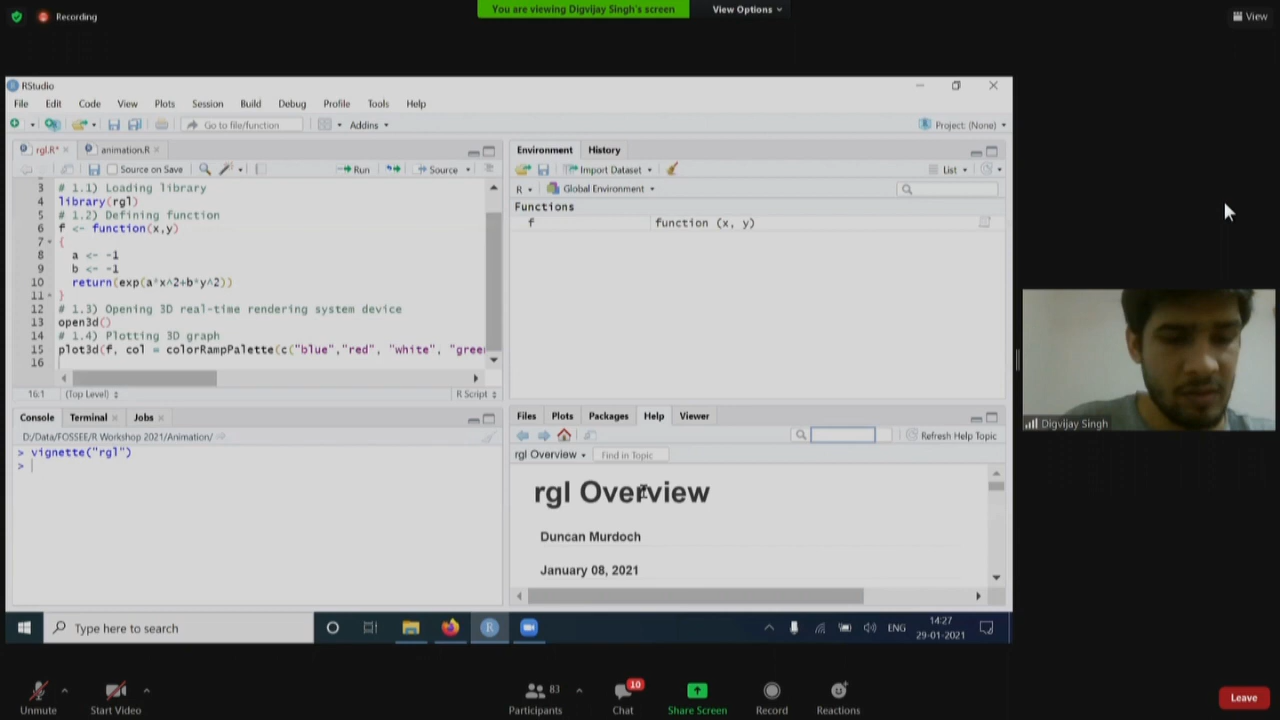 Recording
You are viewing Digvijay Singh's screen
View Options
View
RStudio
File Edit Code View Plots Session Build Debug Profile Tools Help
Go to file/function
Addins
Project: (None)
rgl.R*
animation.R
Source on Save
Run
Source
3 # 1.1) Loading library
4 library(rgl)
5 # 1.2) Defining function
6 f <- function(x,y)
7 {
8 a <- -1
9 b <- -1
10 return(exp(a*x^2+b*y^2))
11 }
12 # 1.3) Opening 3D real-time rendering system device
13 open3d()
14 # 1.4) Plotting 3D graph
15 plot3d(f, col = colorRampPalette(c("blue","red", "white", "gree
16
16:1 (Top Level) R Script
Environment History
Import Dataset
List
R Global Environment
Functions
f function (x, y)
Console Terminal Jobs
D:/Data/FOSSEE/R Workshop 2021/Animation/
> vignette("rgl")
>
Files Plots Packages Help Viewer
Refresh Help Topic
rgl Overview
Find in Topic
rgl Overview
Duncan Murdoch
January 08, 2021
Digvijay Singh
Type here to search
ENG
14:27
29-01-2021
Unmute
Start Video
83
Participants
10
Chat
Share Screen
Record
Reactions
Leave